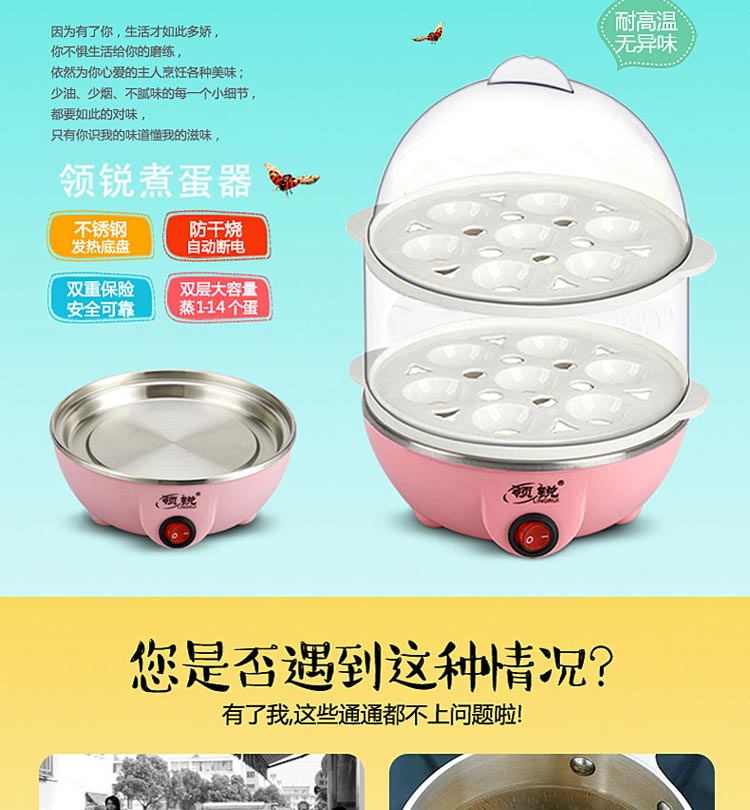 因为有了你，生活才如此多娇，
你不惧生活给你的磨练，
依然为你心爱的主人烹饪各种美味；
少油、少烟、不腻味的每一个小细节，
都要如此的对味，
只有你识我的味道懂我的滋味，
耐高温
无异味
领锐煮蛋器
不锈钢
发热底盘
防干烧
自动断电
双重保险
安全可靠
双层大容量
蒸1-14个蛋
领锐®
LINGRUI
领锐®
LINGRUI
您是否遇到这种情况?
有了我,这些通通都不上问题啦!